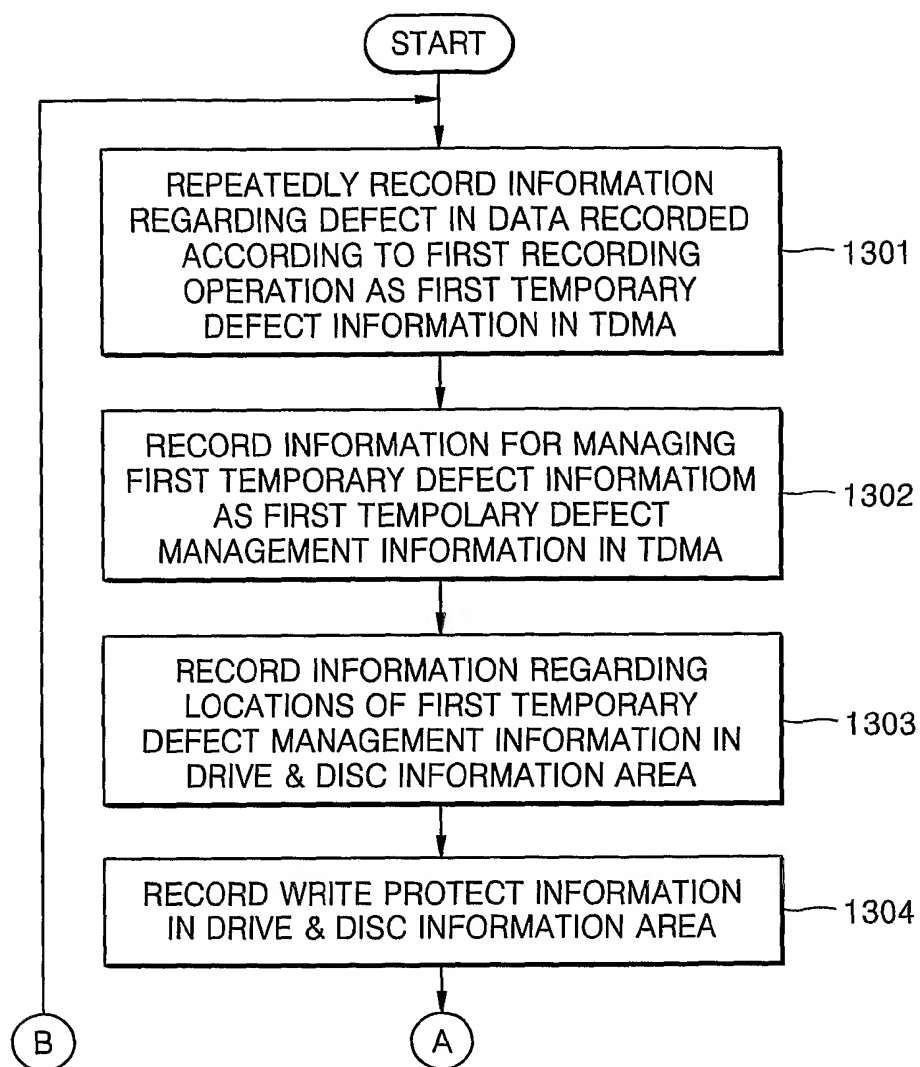 START
REPEATEDLY RECORD INFORMATION
REGARDING DEFECT IN DATA RECORDED
ACCORDING TO FIRST RECORDING
OPERATION AS FIRST TEMPORARY
DEFECT INFORMATION IN TDMA
1301
RECORD INFORMATION FOR MANAGING
FIRST TEMPORARY DEFECT INFORMATIOM
AS FIRST TEMPOLARY DEFECT
MANAGEMENT INFORMATION IN TDMA
1302
RECORD INFORMATION REGARDING
LOCATIONS OF FIRST TEMPORARY
DEFECT MANAGEMENT INFORMATION IN
DRIVE & DISC INFORMATION AREA
1303
RECORD WRITE PROTECT INFORMATION
IN DRIVE & DISC INFORMATION AREA
1304
B
A